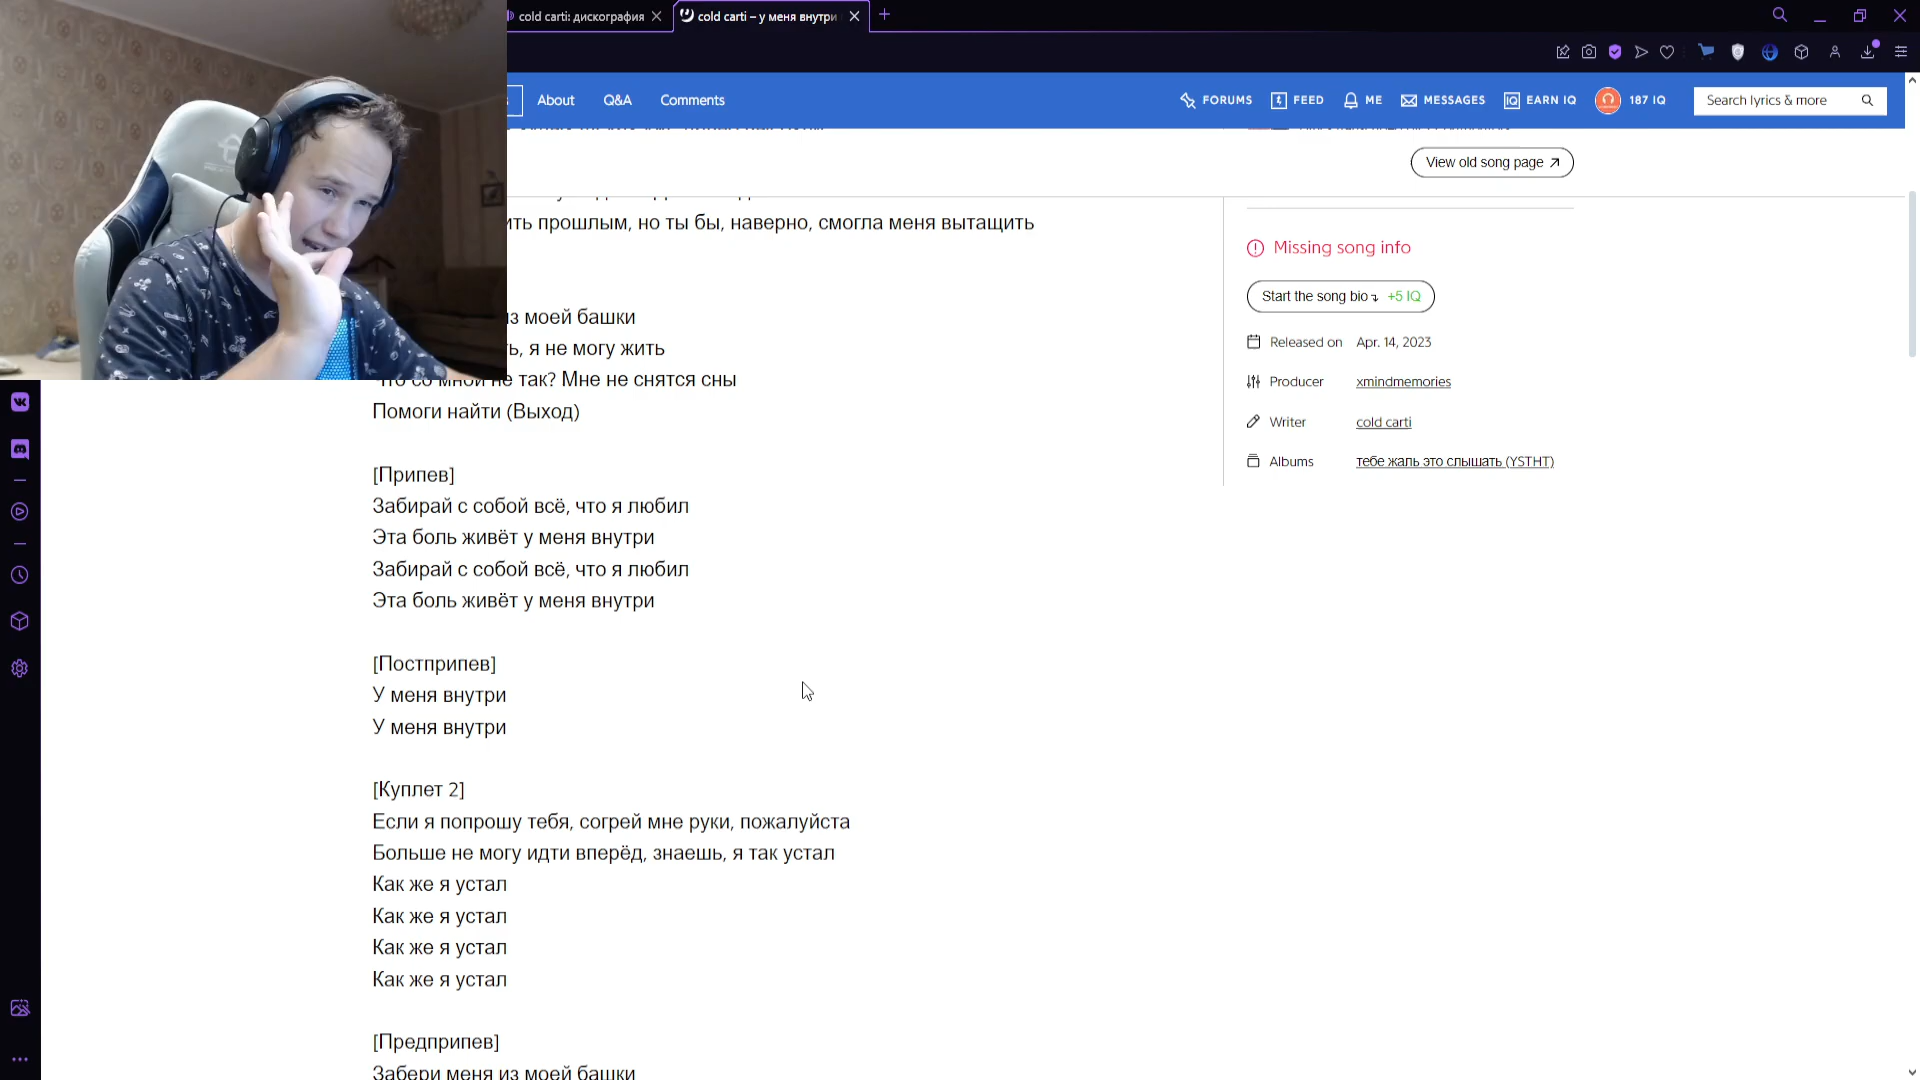 cold carti: дискография
cold carti – у меня внутри
About
Q&A
Comments
FORUMS
FEED
ME
MESSAGES
EARN IQ
187 IQ
Search lyrics & more
View old song page
ить прошлым, но ты бы, наверно, смогла меня вытащить
из моей башки
ть, я не могу жить
Что со мной не так? Мне не снятся сны
Помоги найти (Выход)
[Припев]
Забирай с собой всё, что я любил
Эта боль живёт у меня внутри
Забирай с собой всё, что я любил
Эта боль живёт у меня внутри
[Постприпев]
У меня внутри
У меня внутри
[Куплет 2]
Если я попрошу тебя, согрей мне руки, пожалуйста
Больше не могу идти вперёд, знаешь, я так устал
Как же я устал
Как же я устал
Как же я устал
Как же я устал
[Предприпев]
Забери меня из моей башки
Missing song info
Start the song bio +5 IQ
Released on Apr. 14, 2023
Producer xmindmemories
Writer cold carti
Albums тебе жаль это слышать (YSTHT)